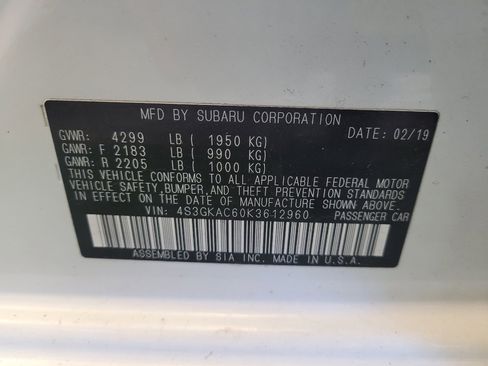 MFD BY SUBARU CORPORATION
DATE: 02/19
GVWR: 4299 LB ( 1950 KG)
GAWR: F 2183 LB ( 990 KG)
GAWR: R 2205 LB ( 1000 KG)
THIS VEHICLE CONFORMS TO ALL APPLICABLE FEDERAL MOTOR
VEHICLE SAFETY, BUMPER, AND THEFT PREVENTION STANDARDS
IN EFFECT ON THE DATE OF MANUFACTURE SHOWN ABOVE.
VIN: 4S3GKAC60K3612960 PASSENGER CAR
ASSEMBLED BY SIA INC. MADE IN U.S.A.